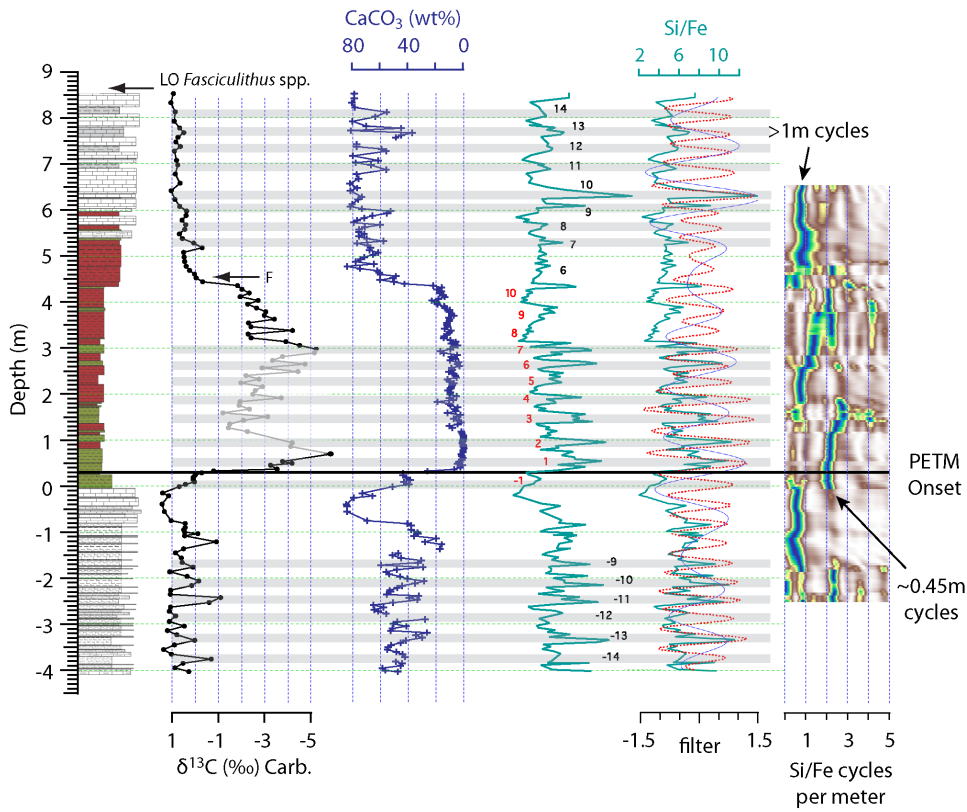 CaCO3 (wt%)
80 40 0
Si/Fe
2 6 10
9
LO Fasciculithus spp.
8
14
13
>1m cycles
12
7
11
10
6
9
8
7
5
6
F
4
10
9
8
3
7
6
Depth (m)
5
2
4
3
1
2
1
PETM
Onset
0
-1
-1
-9
-2
-10
-11
~0.45m
cycles
-12
-3
-13
-14
-4
1 -1 -3 -5
δ13C (‰) Carb.
-1.5 filter 1.5
1 3 5
Si/Fe cycles
per meter